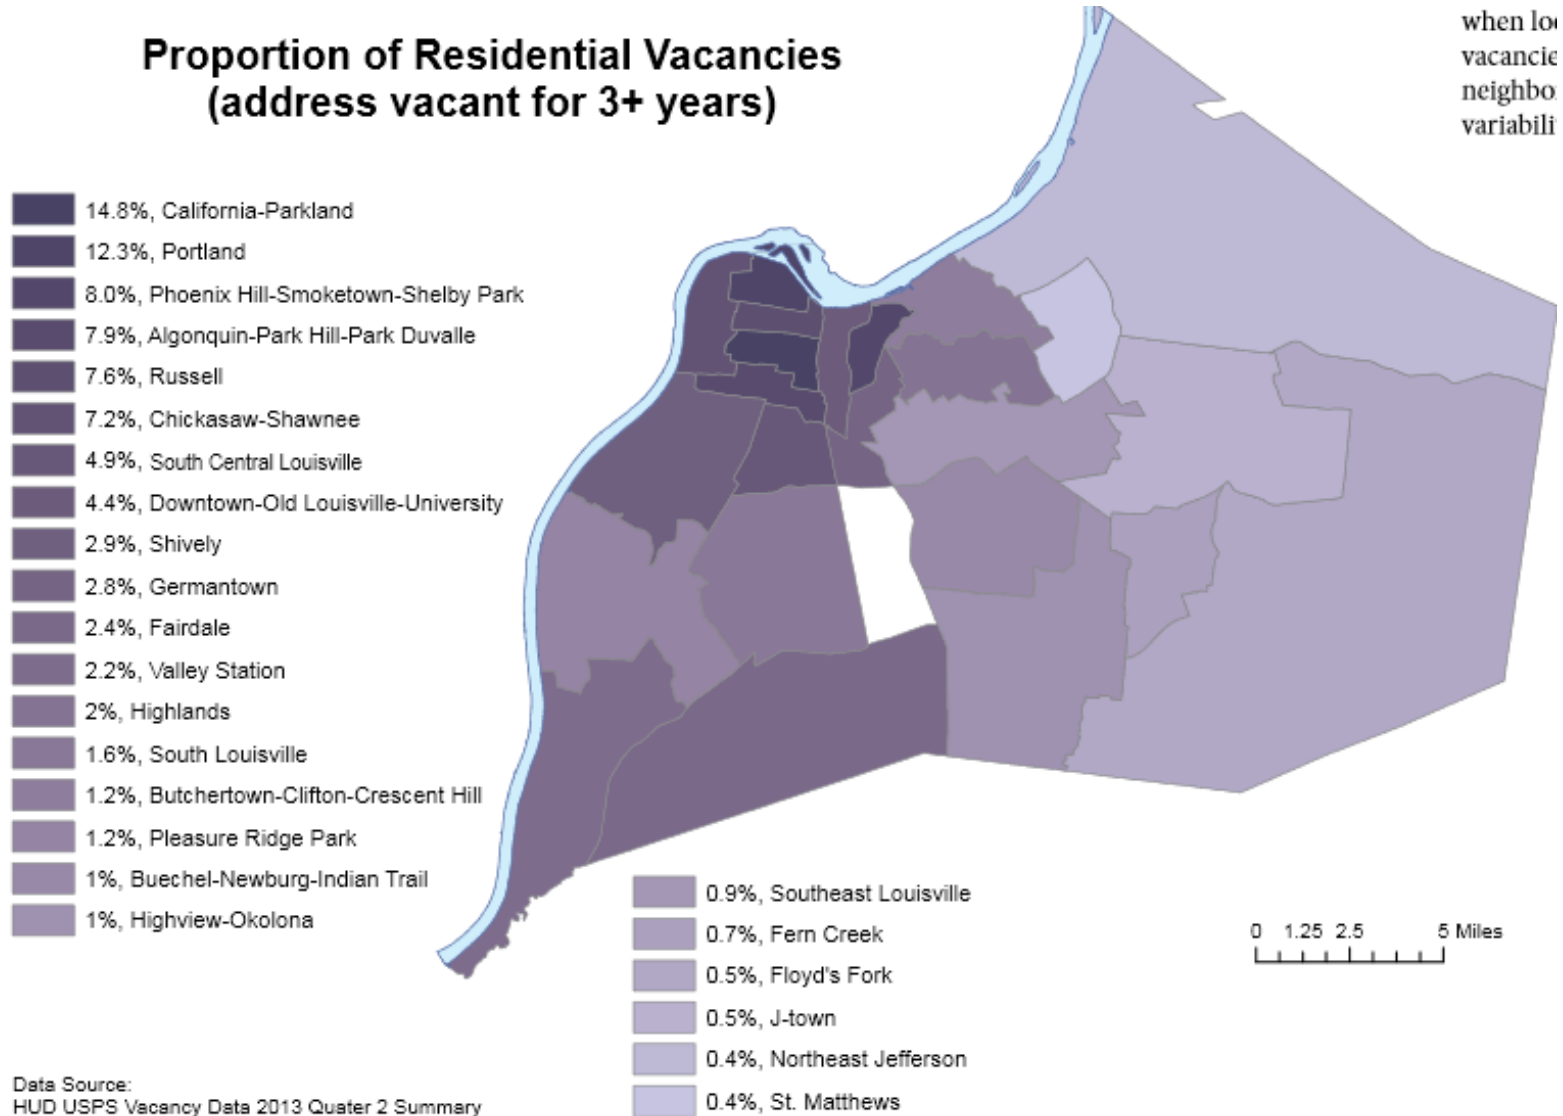 Proportion of Residential Vacancies
(address vacant for 3+ years)
when
vacancies
14.8%, California-Parkland
12.3%, Portland
8.0%, Phoenix Hill-Smoketown-Shelby Park
7.9%, Algonquin-Park Hill-Park Duvalle
7.6%, Russell
7.2%, Chickasaw-Shawnee
4.9%, South Central Louisville
4.4%, Downtown-Old Louisville-University
2.9%, Shively
2.8%, Germantown
2.4%, Fairdale
2.2%, Valley Station
2%, Highlands
1.6%, South Louisville
1.2%, Butchertown-Clifton-Crescent Hill
1.2%, Pleasure Ridge Park
1%, Buechel-Newburg-Indian Trail
1%, Highview-Okolona
0.9%, Southeast Louisville
0.7%, Fern Creek
0.5%, Floyd's Fork
0.5%, J-town
0.4%, Northeast Jefferson
0.4%, St. Matthews
0 1.25 2.5 5 Miles
Data Source:
HUD USPS Vacancy Data 2013 Quater 2 Summary